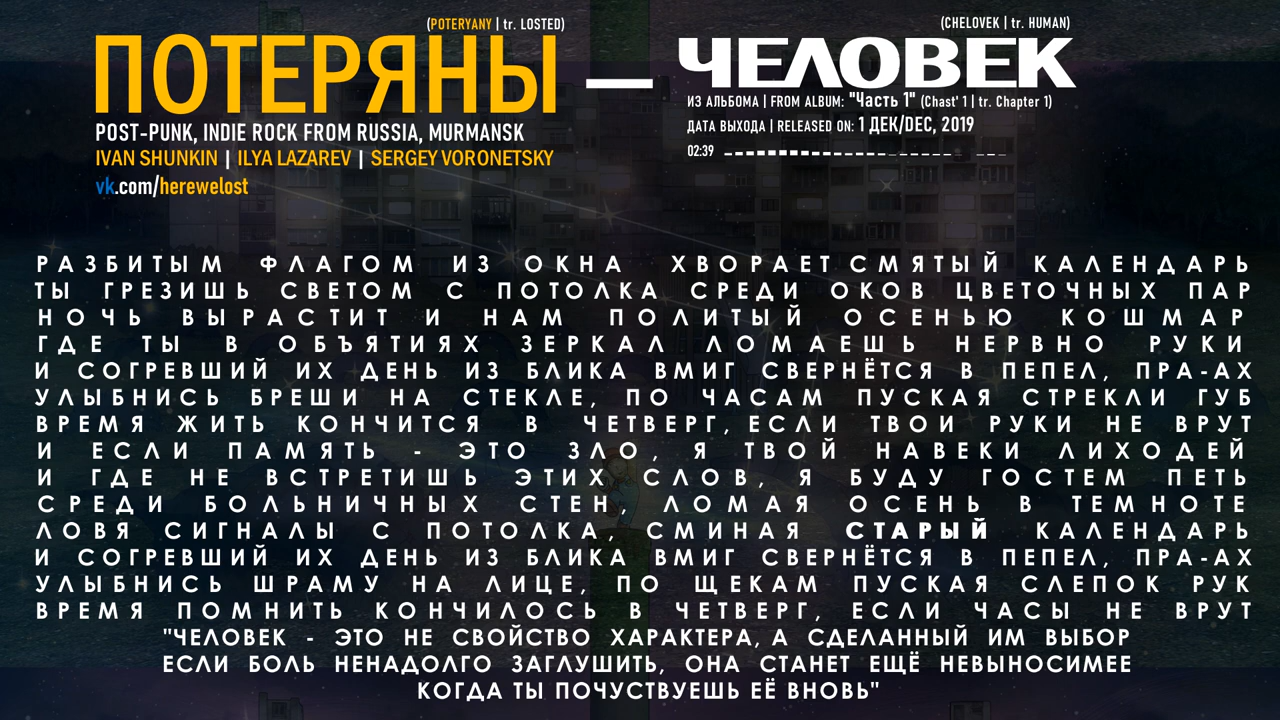 (POTERYANY | tr. LOSTED)
(CHELOVEK | tr. HUMAN)
ПОТЕРЯНЫ — ЧЕЛОВЕК
ИЗ АЛЬБОМА | FROM ALBUM: "Часть 1" (Chast' 1 | tr. Chapter 1)
POST-PUNK, INDIE ROCK FROM RUSSIA, MURMANSK
ДАТА ВЫХОДА | RELEASED ON: 1 ДЕК/DEC, 2019
IVAN SHUNKIN | ILYA LAZAREV | SERGEY VORONETSKY
02:39
vk.com/herewelost
РАЗБИТЫМ ФЛАГОМ ИЗ ОКНА ХВОРАЕТ СМЯТЫЙ КАЛЕНДАРЬ
ТЫ ГРЕЗИШЬ СВЕТОМ С ПОТОЛКА СРЕДИ ОКОВ ЦВЕТОЧНЫХ ПАР
НОЧЬ ВЫРАСТИТ И НАМ ПОЛИТЫЙ ОСЕНЬЮ КОШМАР
ГДЕ ТЫ В ОБЪЯТИЯХ ЗЕРКАЛ ЛОМАЕШЬ НЕРВНО РУКИ
И СОГРЕВШИЙ ИХ ДЕНЬ ИЗ БЛИКА ВМИГ СВЕРНЁТСЯ В ПЕПЕЛ, ПРА-АХ
УЛЫБНИСЬ БРЕШИ НА СТЕКЛЕ, ПО ЧАСАМ ПУСКАЯ СТРЕКЛИ ГУБ
ВРЕМЯ ЖИТЬ КОНЧИТСЯ В ЧЕТВЕРГ, ЕСЛИ ТВОИ РУКИ НЕ ВРУТ
И ЕСЛИ ПАМЯТЬ - ЭТО ЗЛО, Я ТВОЙ НАВЕКИ ЛИХОДЕЙ
И ГДЕ НЕ ВСТРЕТИШЬ ЭТИХ СЛОВ, Я БУДУ ГОСТЕМ ПЕТЬ
СРЕДИ БОЛЬНИЧНЫХ СТЕН, ЛОМАЯ ОСЕНЬ В ТЕМНОТЕ
ЛОВЯ СИГНАЛЫ С ПОТОЛКА, СМИНАЯ СТАРЫЙ КАЛЕНДАРЬ
И СОГРЕВШИЙ ИХ ДЕНЬ ИЗ БЛИКА ВМИГ СВЕРНЁТСЯ В ПЕПЕЛ, ПРА-АХ
УЛЫБНИСЬ ШРАМУ НА ЛИЦЕ, ПО ЩЕКАМ ПУСКАЯ СЛЕПОК РУК
ВРЕМЯ ПОМНИТЬ КОНЧИЛОСЬ В ЧЕТВЕРГ, ЕСЛИ ЧАСЫ НЕ ВРУТ
"ЧЕЛОВЕК - ЭТО НЕ СВОЙСТВО ХАРАКТЕРА, А СДЕЛАННЫЙ ИМ ВЫБОР
ЕСЛИ БОЛЬ НЕНАДОЛГО ЗАГЛУШИТЬ, ОНА СТАНЕТ ЕЩЁ НЕВЫНОСИМЕЕ
КОГДА ТЫ ПОЧУСТВУЕШЬ ЕЁ ВНОВЬ"